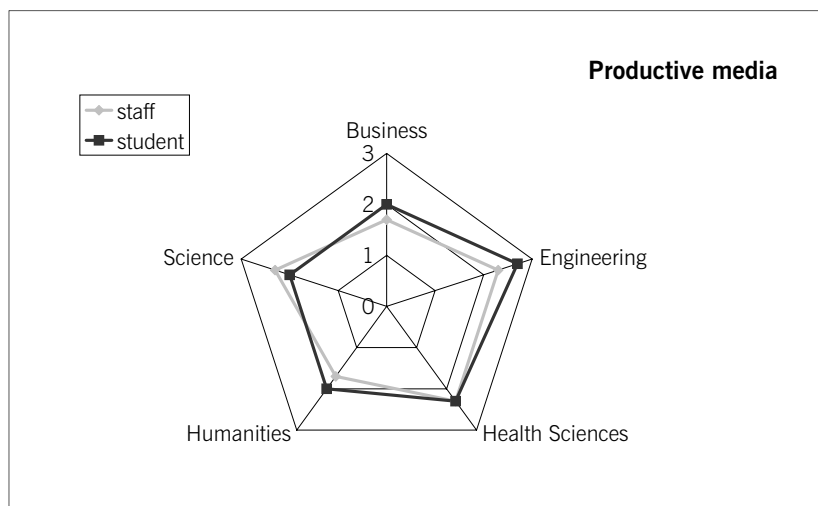 Productive media
staff
student
Business
3
2
1
0
Science
Engineering
Humanities
Health Sciences